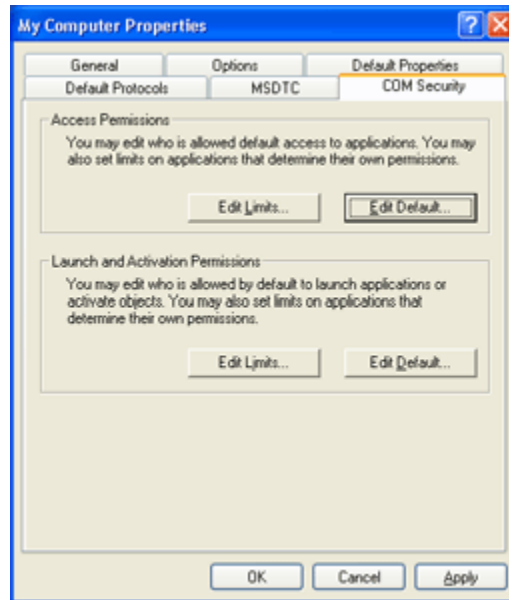 My Computer Properties
General Options Default Properties
Default Protocols MSDTC COM Security
Access Permissions
You may edit who is allowed default access to applications. You may
also set limits on applications that determine their own permissions.
Edit Limits... Edit Default...
Launch and Activation Permissions
You may edit who is allowed by default to launch applications or
activate objects. You may also set limits on applications that
determine their own permissions.
Edit Limits... Edit Default...
OK Cancel Apply